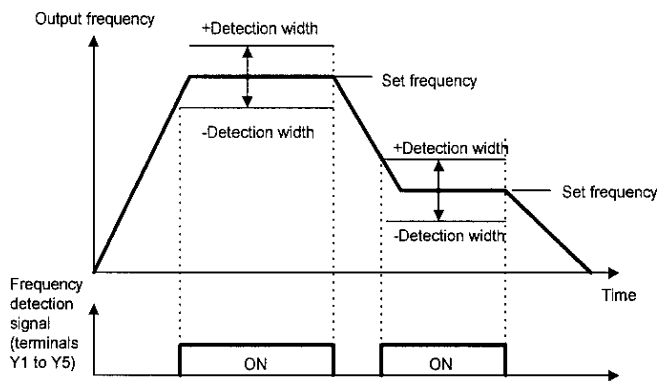 Output frequency
+Detection width
Set frequency
-Detection width
+Detection width
Set frequency
-Detection width
Time
Frequency
detection
signal
(terminals
Y1 to Y5)
ON
ON